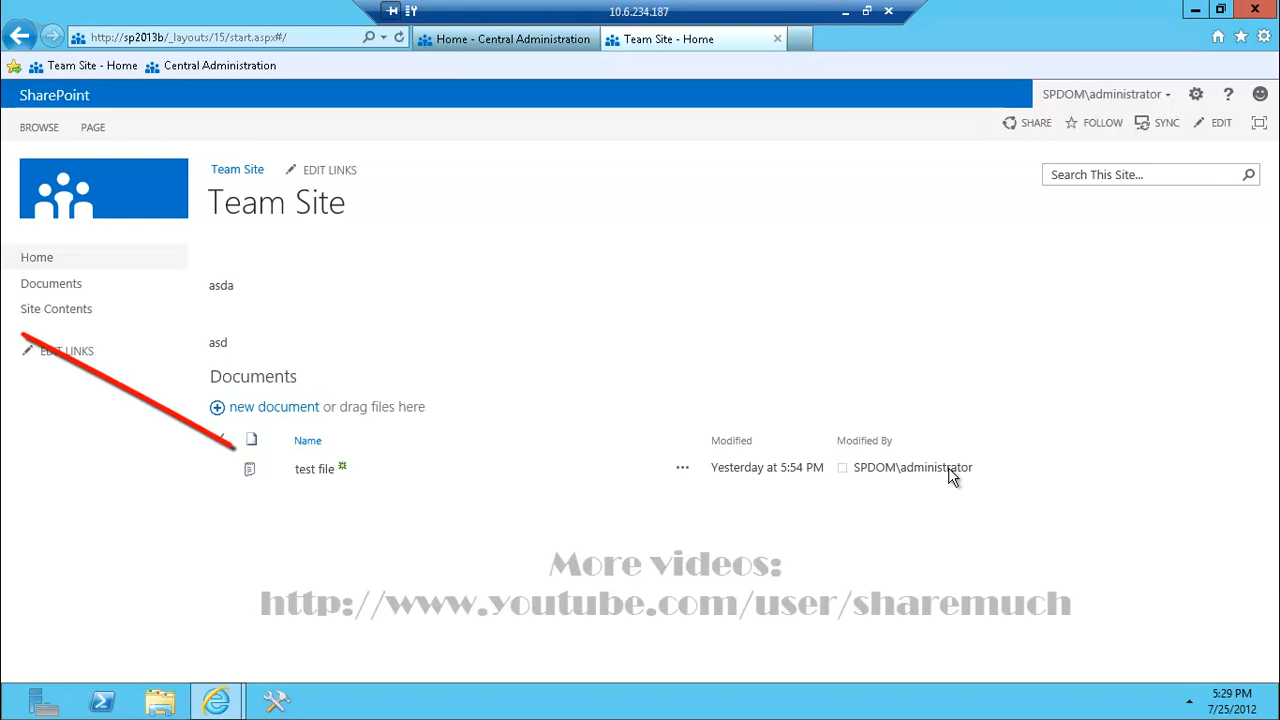 10.6.234.187
http://sp2013b/_layouts/15/start.aspx#/
Home - Central Administration
Team Site - Home
Team Site - Home
Central Administration
SharePoint
SPDOM\administrator
?
BROWSE
PAGE
SHARE
FOLLOW
SYNC
EDIT
Team Site
EDIT LINKS
Search This Site...
Team Site
Home
Documents
Site Contents
EDIT LINKS
asda
asd
Documents
new document or drag files here
Name
Modified
Modified By
test file
...
Yesterday at 5:54 PM
SPDOM\administrator
More videos:
http://www.youtube.com/user/sharemuch
5:29 PM
7/25/2012